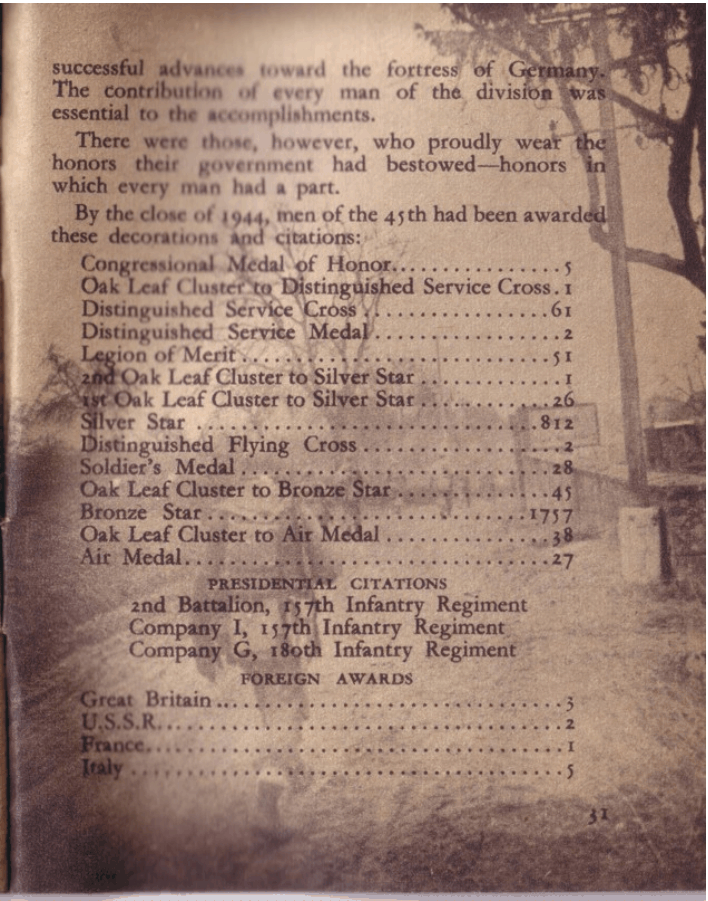 successful advances toward the fortress of Germany.
The contribution of every man of the division was
essential to the accomplishments.
There were those, however, who proudly wear the
honors their government had bestowed—honors in
which every man had a part.
By the close of 1944, men of the 45th had been awarded
these decorations and citations:
Congressional Medal of Honor................5
Oak Leaf Cluster to Distinguished Service Cross.1
Distinguished Service Cross..................61
Distinguished Service Medal..................2
Legion of Merit..............................51
2nd Oak Leaf Cluster to Silver Star............1
1st Oak Leaf Cluster to Silver Star...........26
Silver Star................................812
Distinguished Flying Cross...................2
Soldier's Medal.............................28
Oak Leaf Cluster to Bronze Star..............45
Bronze Star...............................1757
Oak Leaf Cluster to Air Medal................38
Air Medal..................................27
PRESIDENTIAL CITATIONS
2nd Battalion, 157th Infantry Regiment
Company I, 157th Infantry Regiment
Company G, 180th Infantry Regiment
FOREIGN AWARDS
Great Britain................................3
U.S.S.R.....................................2
France......................................1
Italy.......................................5
31